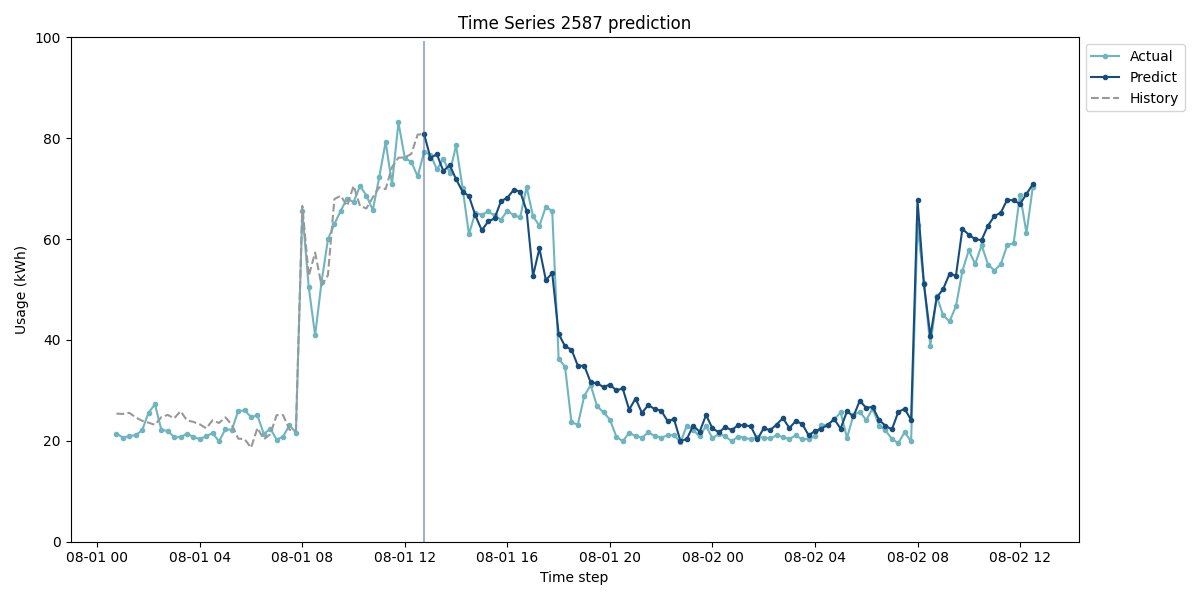 Time Series 2587 prediction
Usage (kWh)
100
80
60
40
20
0
08-01 00
08-01 04
08-01 08
08-01 12
08-01 16
08-01 20
08-02 00
08-02 04
08-02 08
08-02 12
Time step
Actual
Predict
History